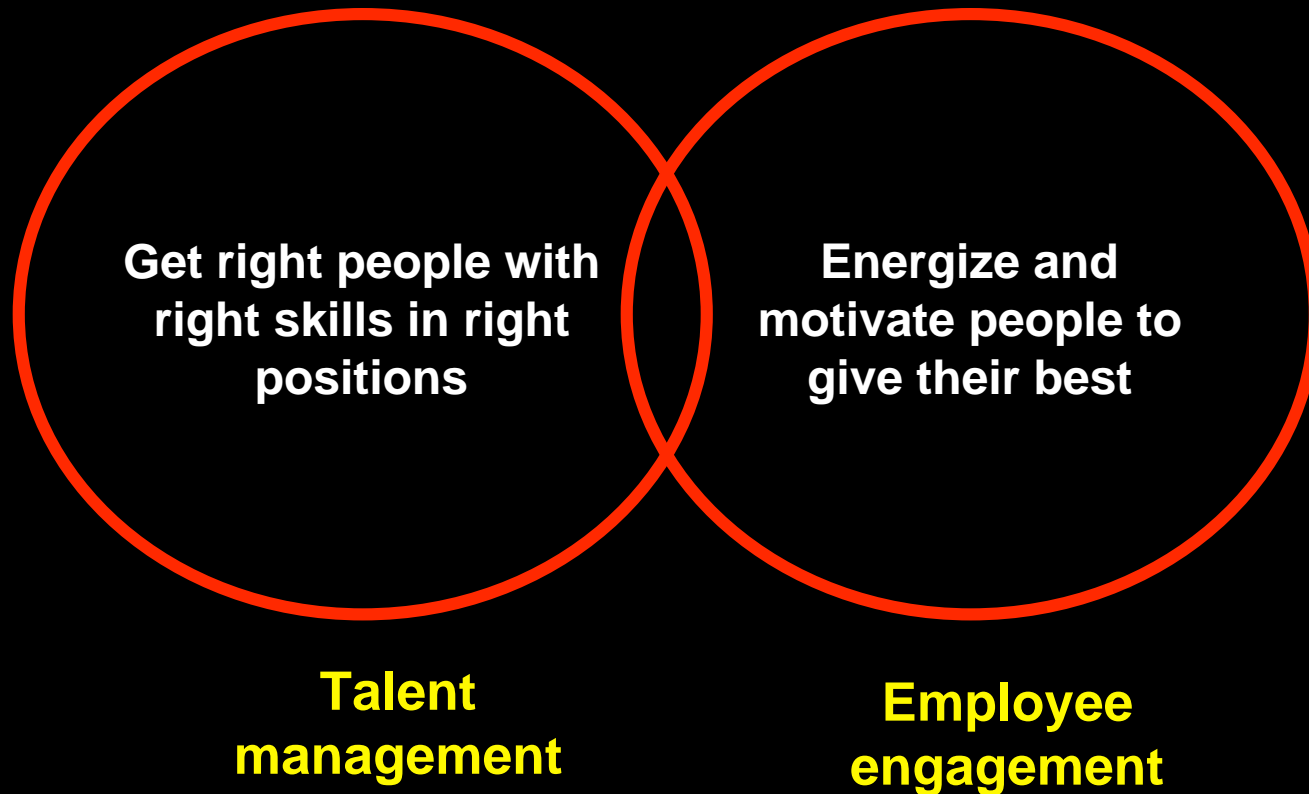 Get right people with
right skills in right
positions
Energize and
motivate people to
give their best
Talent
management
Employee
engagement